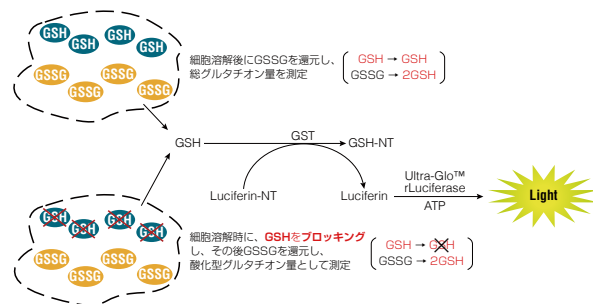 GSH GSH GSH GSH
GSSG GSSG GSSG GSSG
細胞溶解後にGSSGを還元し、
総グルタチオン量を測定
GSH → GSH
GSSG → 2GSH
GSH
GST
GSH-NT
Luciferin-NT
Luciferin
Ultra-Glo™
rLuciferase
ATP
Light
GSH GSH GSH GSH
GSSG GSSG GSSG GSSG
細胞溶解時に、GSHをブロッキング
し、その後GSSGを還元し、
酸化型グルタチオン量として測定
GSH → GSH
GSSG → 2GSH